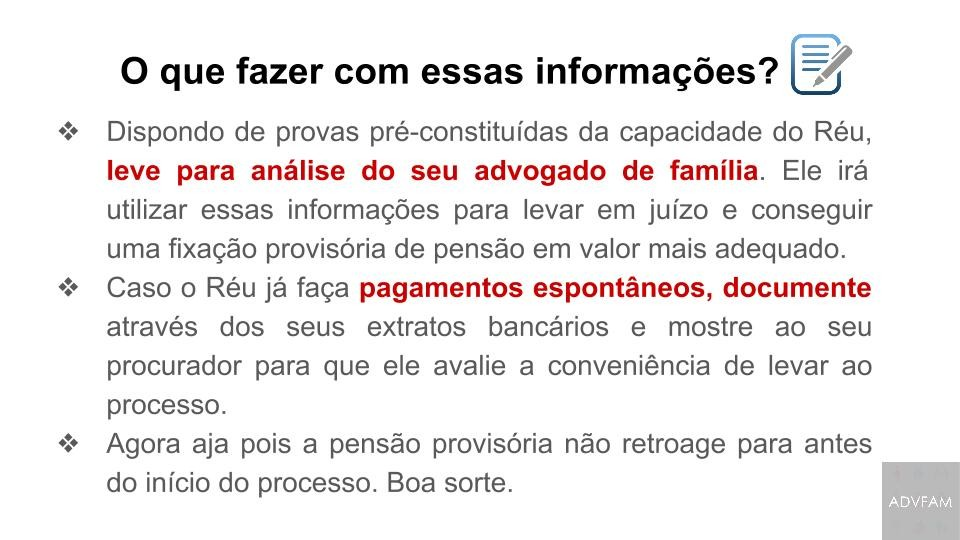 O que fazer com essas informações?
❖ Dispondo de provas pré-constituídas da capacidade do Réu,
leve para análise do seu advogado de família. Ele irá
utilizar essas informações para levar em juízo e conseguir
uma fixação provisória de pensão em valor mais adequado.
❖ Caso o Réu já faça pagamentos espontâneos, documente
através dos seus extratos bancários e mostre ao seu
procurador para que ele avalie a conveniência de levar ao
processo.
❖ Agora aja pois a pensão provisória não retroage para antes
do início do processo. Boa sorte.
ADVFAM